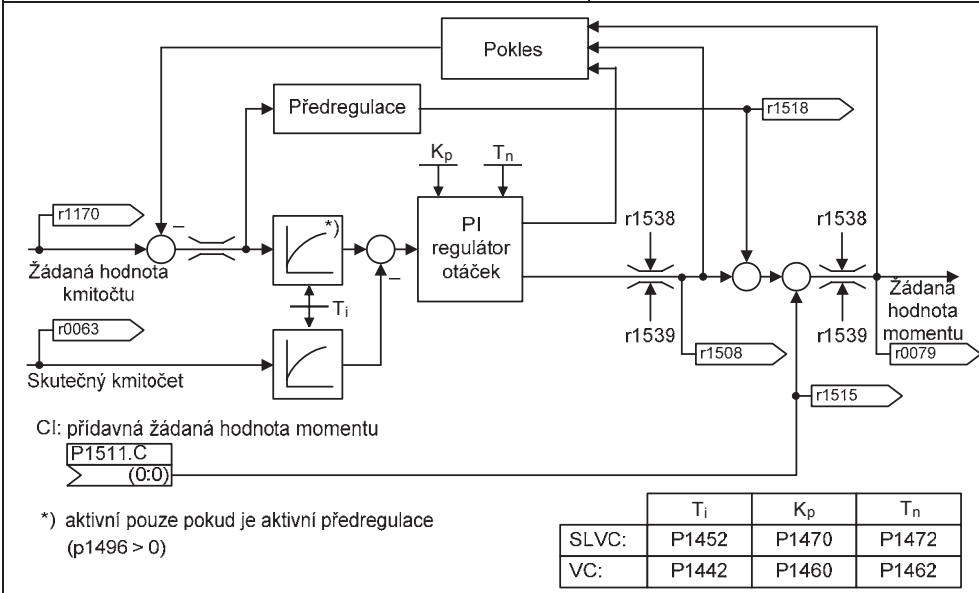 Pokles
Předregulace
r1518
Kp
Tn
r1170
–
*)
PI
regulátor
otáček
r1538
r1538
Žádaná hodnota
kmitočtu
–
Ti
r0063
Skutečný kmitočet
r1539
r1539
Žádaná
hodnota
momentu
r1508
r0079
r1515
CI: přídavná žádaná hodnota momentu
P1511.C
(0:0)
*) aktivní pouze pokud je aktivní předregulace
(p1496 > 0)
Ti Kp Tn
SLVC: P1452 P1470 P1472
VC: P1442 P1460 P1462